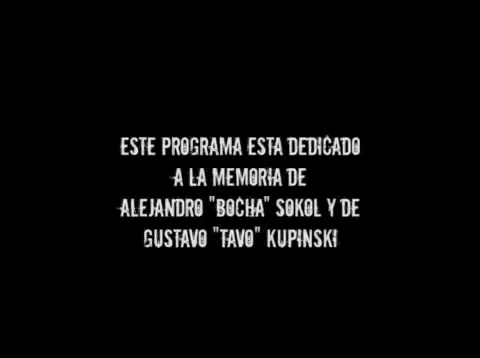 ESTE PROGRAMA ESTA DEDICADO
A LA MEMORIA DE
ALEJANDRO "BOCHA" SOKOL Y DE
GUSTAVO "TAVO" KUPINSKI